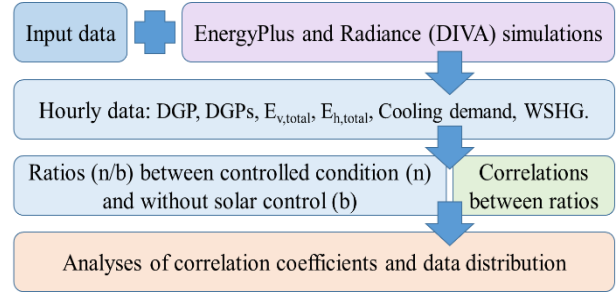 Input data
EnergyPlus and Radiance (DIVA) simulations
Hourly data: DGP, DGPs, Ev,total, Eh,total, Cooling demand, WSHG.
Ratios (n/b) between controlled condition (n)
and without solar control (b)
Correlations
between ratios
Analyses of correlation coefficients and data distribution